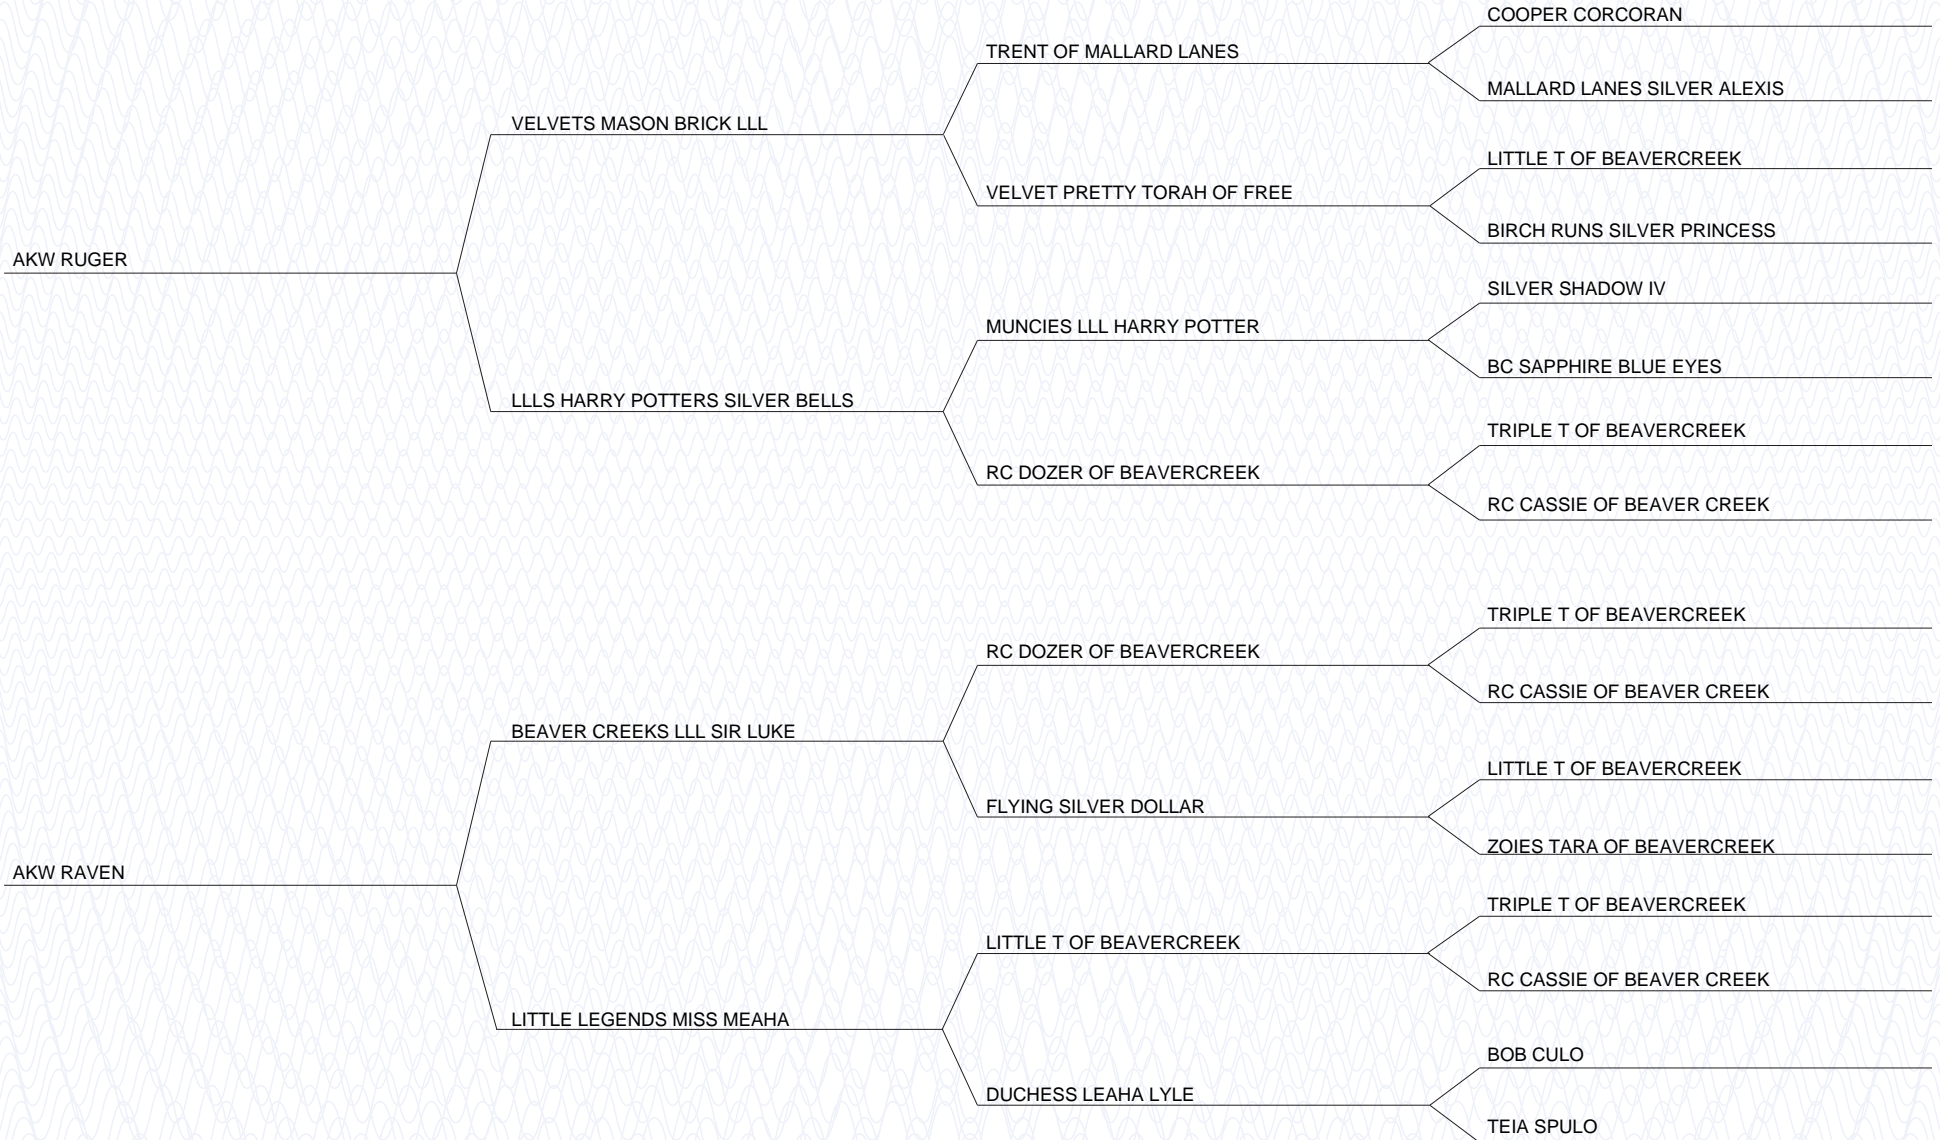 COOPER CORCORAN
TRENT OF MALLARD LANES
MALLARD LANES SILVER ALEXIS
VELVETS MASON BRICK LLL
LITTLE T OF BEAVERCREEK
VELVET PRETTY TORAH OF FREE
BIRCH RUNS SILVER PRINCESS
AKW RUGER
SILVER SHADOW IV
MUNCIES LLL HARRY POTTER
BC SAPPHIRE BLUE EYES
LLLS HARRY POTTERS SILVER BELLS
TRIPLE T OF BEAVERCREEK
RC DOZER OF BEAVERCREEK
RC CASSIE OF BEAVER CREEK
TRIPLE T OF BEAVERCREEK
RC DOZER OF BEAVERCREEK
RC CASSIE OF BEAVER CREEK
BEAVER CREEKS LLL SIR LUKE
LITTLE T OF BEAVERCREEK
FLYING SILVER DOLLAR
ZOIES TARA OF BEAVERCREEK
AKW RAVEN
TRIPLE T OF BEAVERCREEK
LITTLE T OF BEAVERCREEK
RC CASSIE OF BEAVER CREEK
LITTLE LEGENDS MISS MEAHA
BOB CULO
DUCHESS LEAHA LYLE
TEIA SPULO